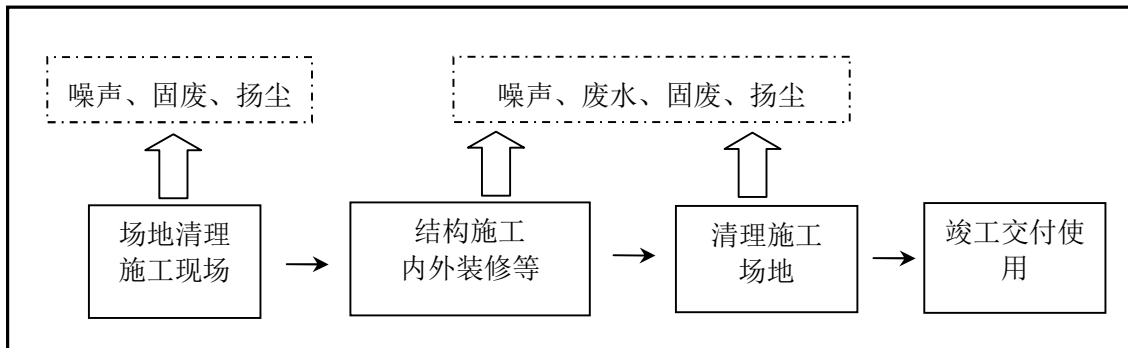 噪声、固废、扬尘
噪声、废水、固废、扬尘
场地清理
施工现场
结构施工
内外装修等
清理施工
场地
竣工交付使
用